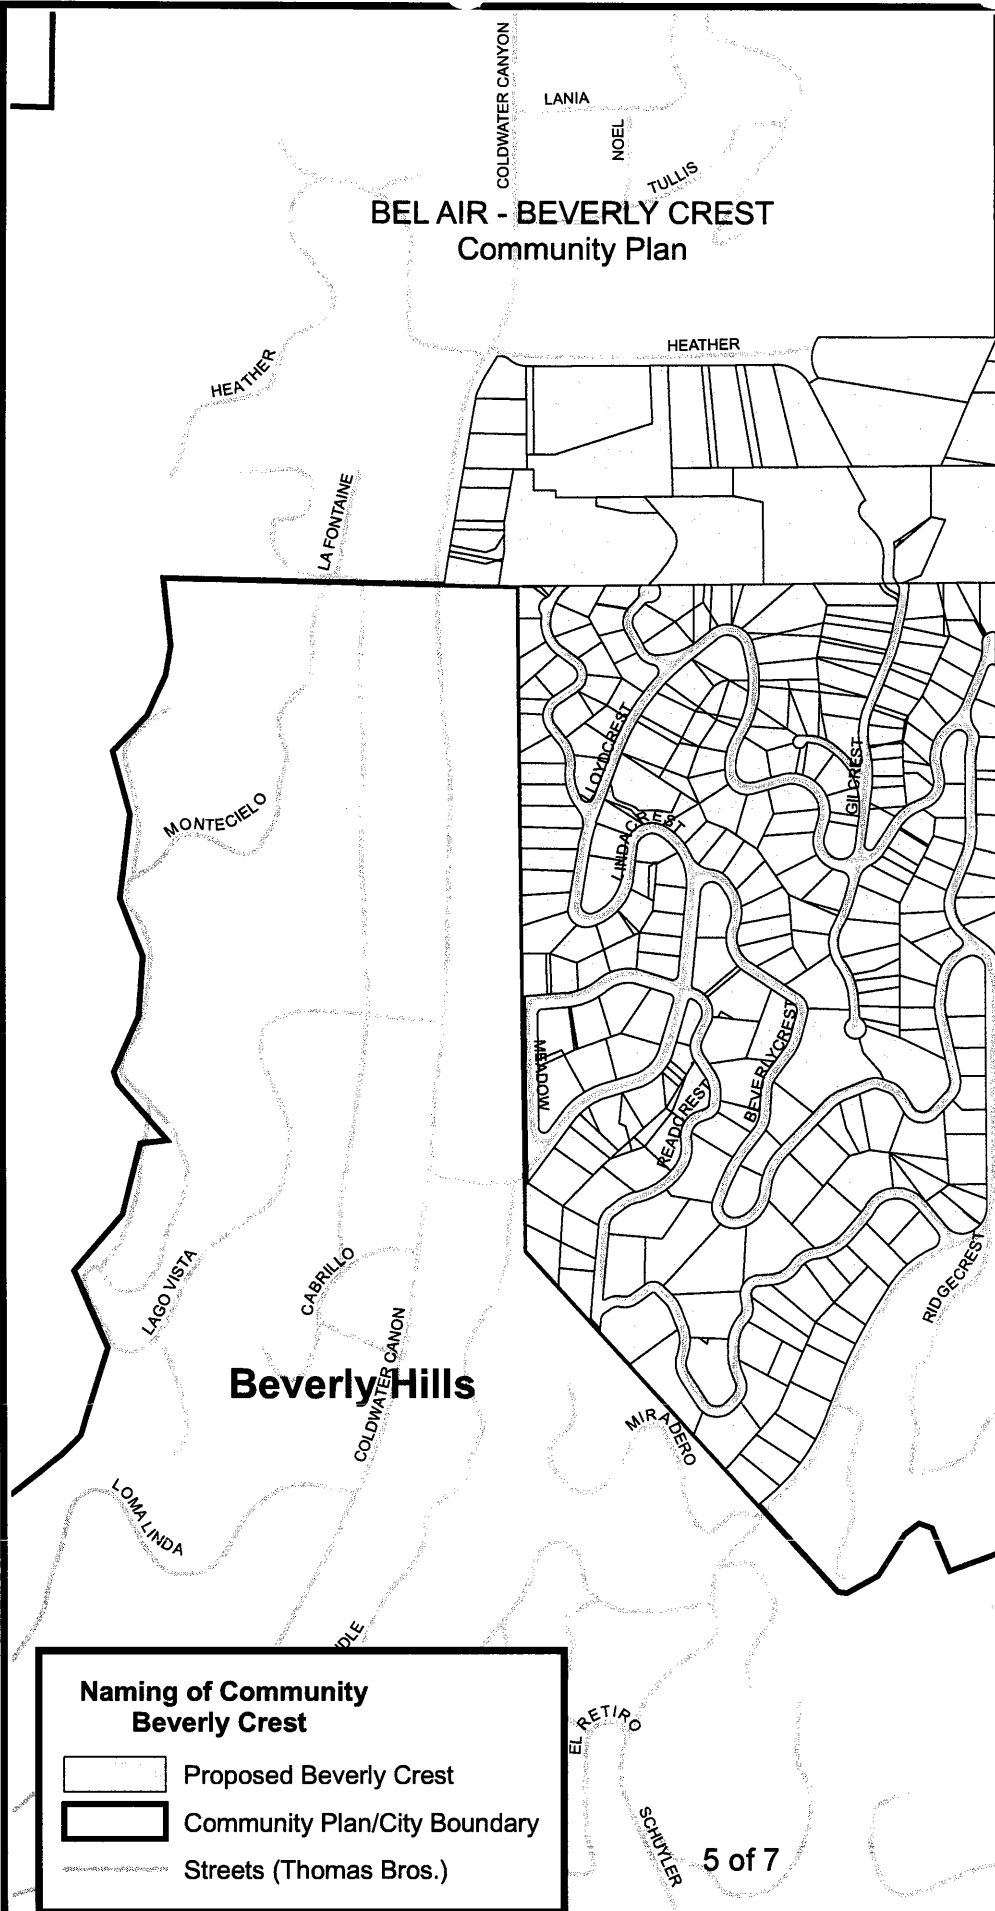 COLDWATER CANYON
LANIA
NOEL
TULLIS
BEL AIR - BEVERLY CREST
Community Plan
HEATHER
HEATHER
LA FONTAINE
LLOYDCREST
GILCREST
MONTECIELO
LINDACREST
MEADOW
BEVERLYCREST
READCREST
RIDGECREST
LAGO VISTA
CABRILLO
COLDWATER CANON
Beverly Hills
MIRADERO
LOMA LINDA
IDLE
Naming of Community
Beverly Crest
Proposed Beverly Crest
Community Plan/City Boundary
Streets (Thomas Bros.)
EL RETIRO
SCHUYLER
5 of 7